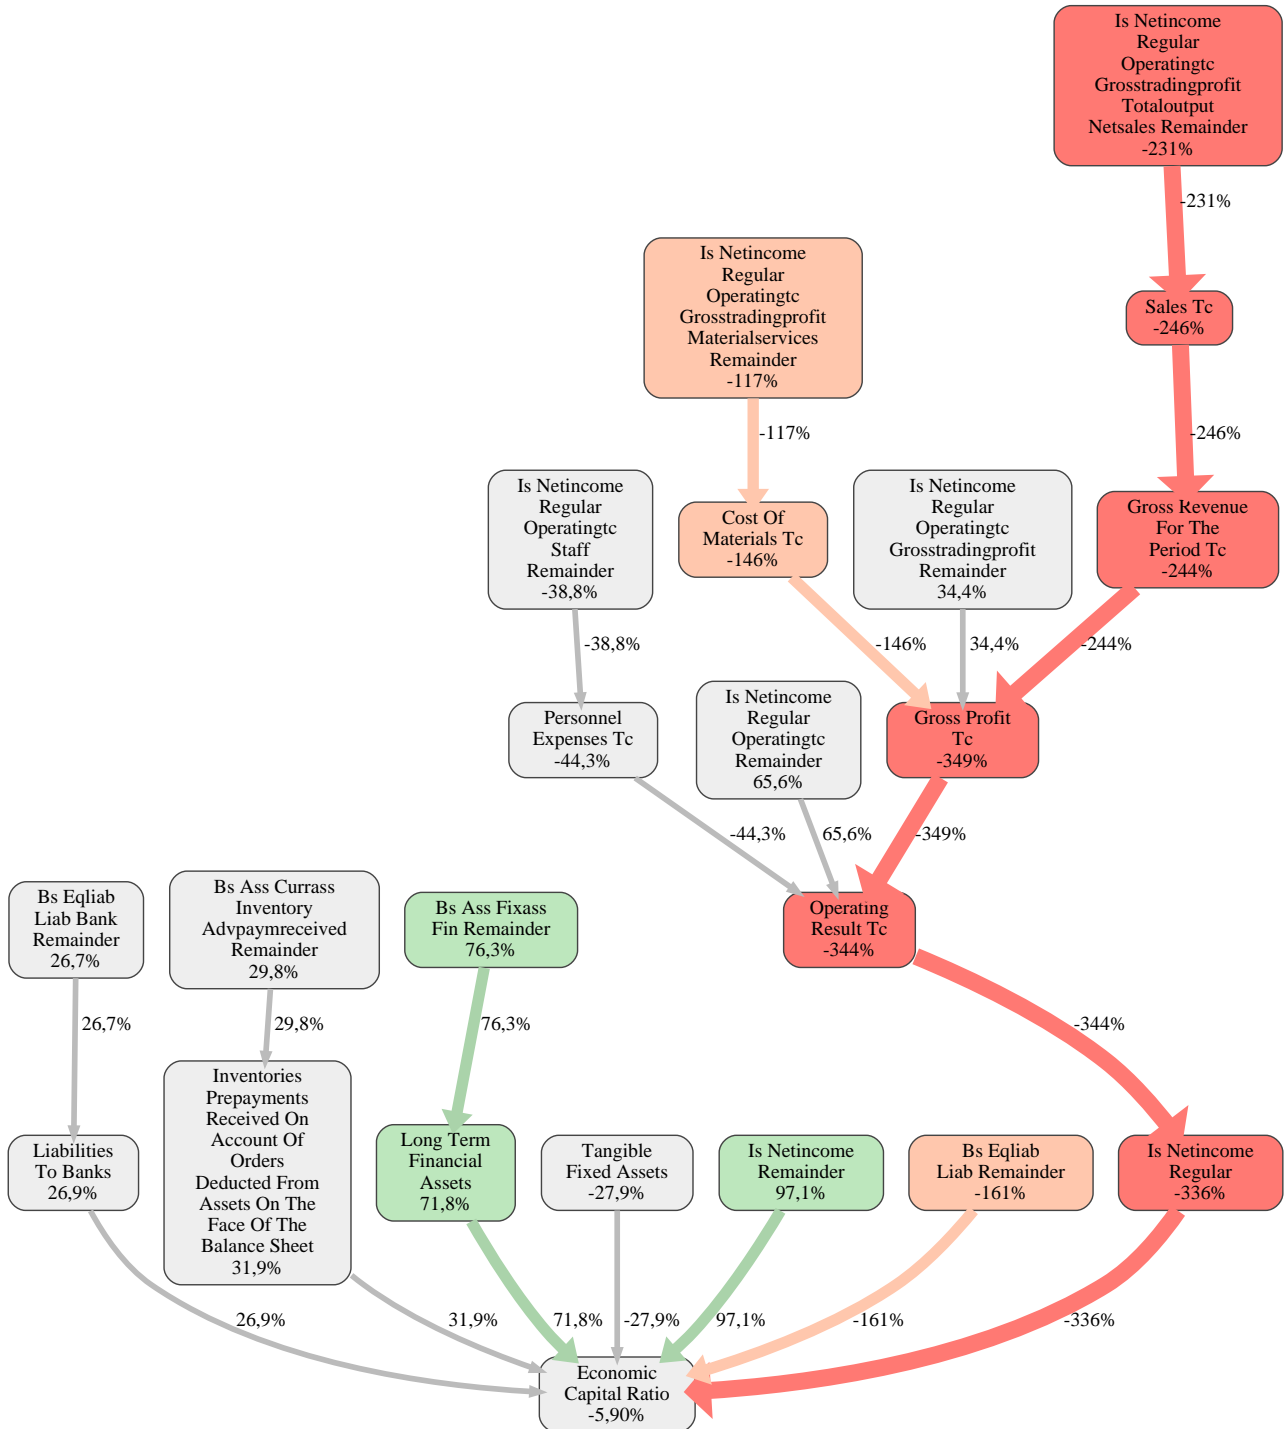 Is Netincome
Regular
Operatingtc
Grosstradingprofit
Totaloutput
Netsales Remainder
-231%
-231%
Is Netincome
Regular
Operatingtc
Grosstradingprofit
Materialservices
Remainder
-117%
Sales Tc
-246%
-117%
-246%
Is Netincome
Regular
Operatingtc
Staff
Remainder
-38,8%
Cost Of
Materials Tc
-146%
Is Netincome
Regular
Operatingtc
Grosstradingprofit
Remainder
34,4%
Gross Revenue
For The
Period Tc
-244%
-38,8%
-146%
34,4%
-244%
Personnel
Expenses Tc
-44,3%
Is Netincome
Regular
Operatingtc
Remainder
65,6%
Gross Profit
Tc
-349%
-44,3%
65,6%
-349%
Bs Eqliab
Liab Bank
Remainder
26,7%
Bs Ass Currass
Inventory
Advpaymreceived
Remainder
29,8%
Bs Ass Fixass
Fin Remainder
76,3%
Operating
Result Tc
-344%
26,7%
29,8%
76,3%
-344%
Liabilities
To Banks
26,9%
Inventories
Prepayments
Received On
Account Of
Orders
Deducted From
Assets On The
Face Of The
Balance Sheet
31,9%
Long Term
Financial
Assets
71,8%
Tangible
Fixed Assets
-27,9%
Is Netincome
Remainder
97,1%
Bs Eqliab
Liab Remainder
-161%
Is Netincome
Regular
-336%
26,9%
31,9%
71,8%
-27,9%
97,1%
-161%
-336%
Economic
Capital Ratio
-5,90%